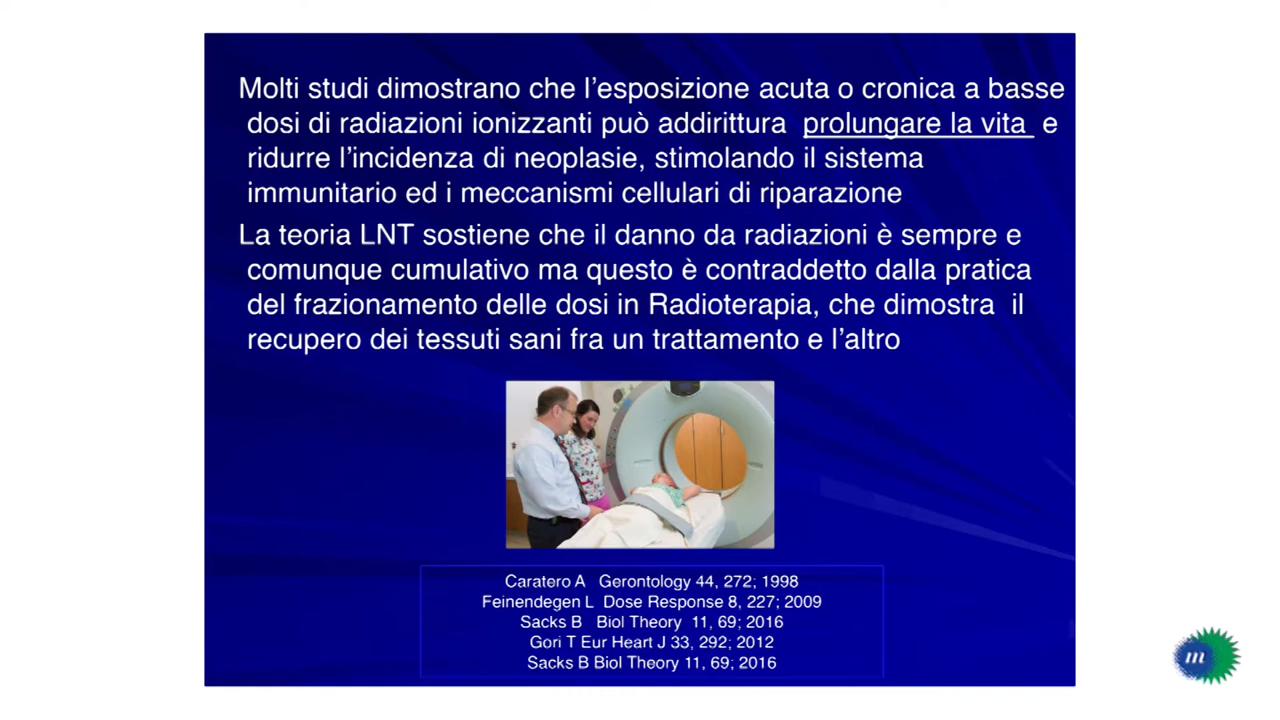 Molti studi dimostrano che l’esposizione acuta o cronica a basse
dosi di radiazioni ionizzanti può addirittura prolungare la vita e
ridurre l’incidenza di neoplasie, stimolando il sistema
immunitario ed i meccanismi cellulari di riparazione
La teoria LNT sostiene che il danno da radiazioni è sempre e
comunque cumulativo ma questo è contraddetto dalla pratica
del frazionamento delle dosi in Radioterapia, che dimostra il
recupero dei tessuti sani fra un trattamento e l’altro
Caratero A Gerontology 44, 272; 1998
Feinendegen L Dose Response 8, 227; 2009
Sacks B Biol Theory 11, 69; 2016
Gori T Eur Heart J 33, 292; 2012
Sacks B Biol Theory 11, 69; 2016
m